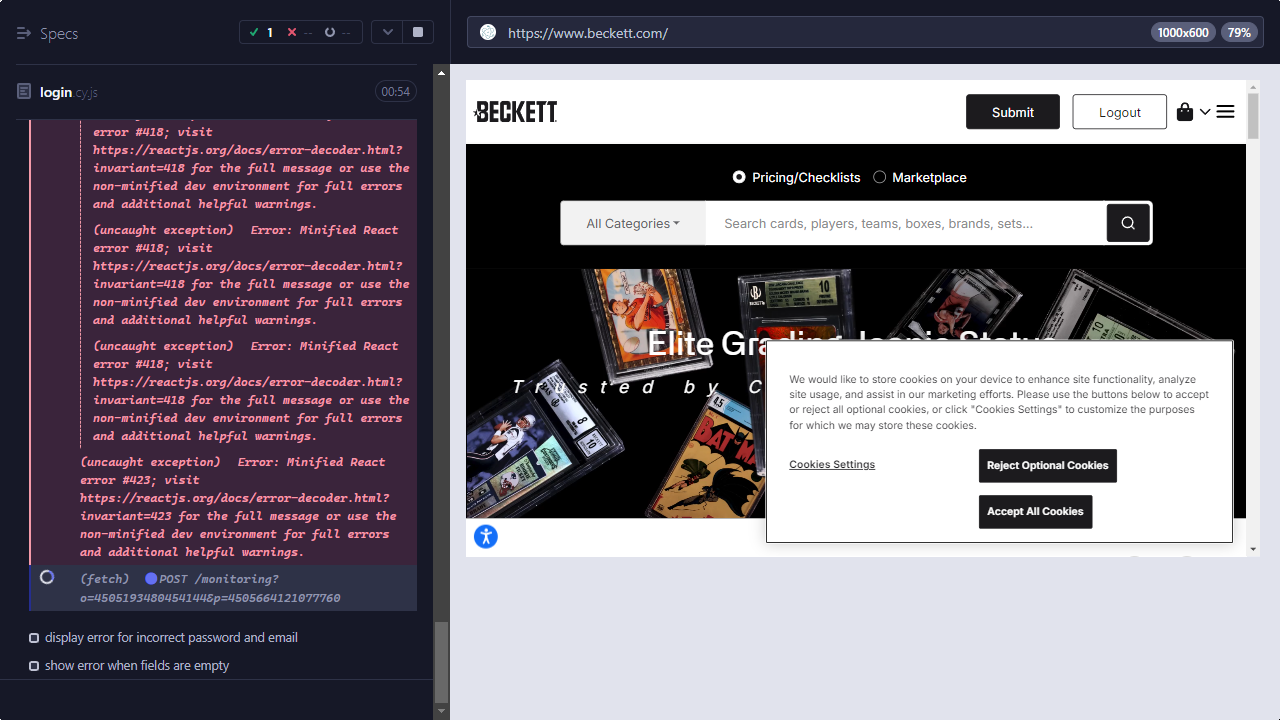 Specs
1
--
--
https://www.beckett.com/
1000x600
79%
login.cy.js
00:54
error #418; visit
https://reactjs.org/docs/error-decoder.html?
invariant=418 for the full message or use the
non-minified dev environment for full errors
and additional helpful warnings.
(uncaught exception) Error: Minified React
error #418; visit
https://reactjs.org/docs/error-decoder.html?
invariant=418 for the full message or use the
non-minified dev environment for full errors
and additional helpful warnings.
(uncaught exception) Error: Minified React
error #418; visit
https://reactjs.org/docs/error-decoder.html?
invariant=418 for the full message or use the
non-minified dev environment for full errors
and additional helpful warnings.
(uncaught exception) Error: Minified React
error #423; visit
https://reactjs.org/docs/error-decoder.html?
invariant=423 for the full message or use the
non-minified dev environment for full errors
and additional helpful warnings.
(fetch) POST /monitoring?
o=4505193480454144&p=4505664121077760
display error for incorrect password and email
show error when fields are empty
BECKETT
Submit
Logout
Pricing/Checklists
Marketplace
All Categories
Search cards, players, teams, boxes, brands, sets...
Elite Grading, Iconic Status
Trusted by C
10
10
8
10
4.5
BATMAN
We would like to store cookies on your device to enhance site functionality, analyze
site usage, and assist in our marketing efforts. Please use the buttons below to accept
or reject all optional cookies, or click "Cookies Settings" to customize the purposes
for which we may store these cookies.
Cookies Settings
Reject Optional Cookies
Accept All Cookies